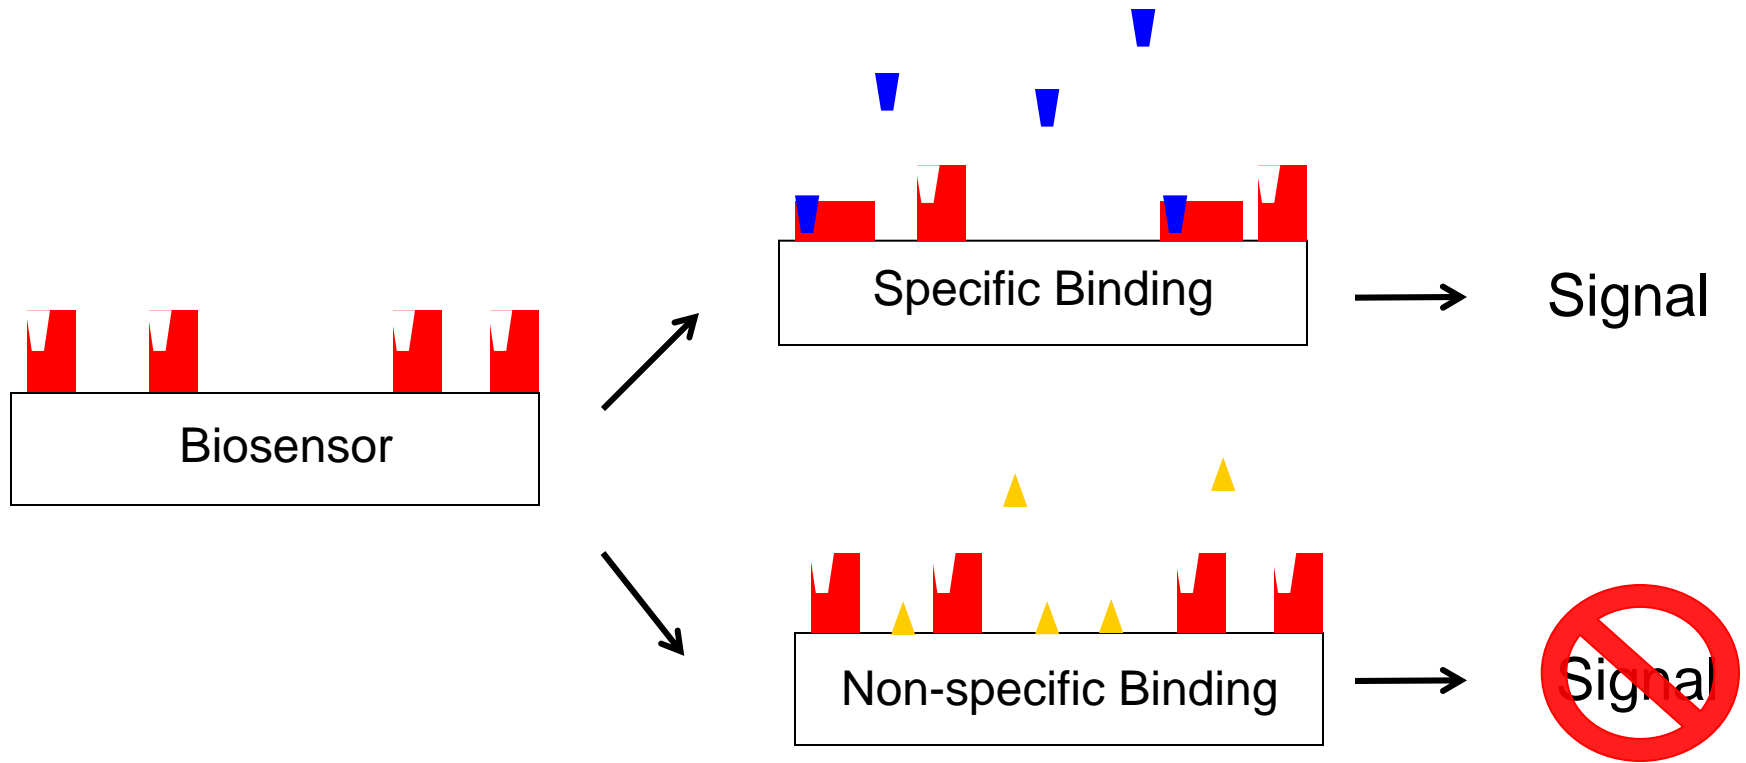 Specific Binding
Signal
Biosensor
Non-specific Binding
Signal